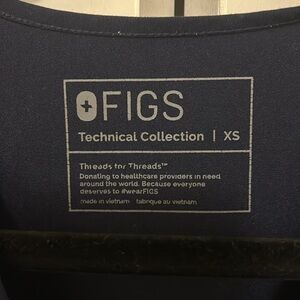 FIGS
Technical Collection | XS
Threads for Threads™
Donating to healthcare providers in need
around the world. Because everyone
deserves to #wearFIGS
made in vietnam fabriqué au vietnam